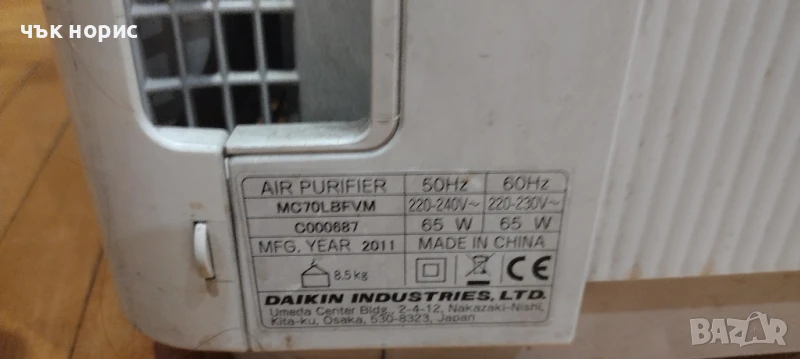 чък норис
AIR PURIFIER 50Hz 60Hz
MC70LBFVM 220-240V~ 220-230V~
C000687 65 W 65 W
MFG. YEAR 2011 MADE IN CHINA
8.5kg CE
DAIKIN INDUSTRIES, LTD.
Umeda Center Bldg., 2-4-12, Nakazaki-Nishi,
Kita-ku, Osaka, 530-8323, Japan
BAZAR
bg